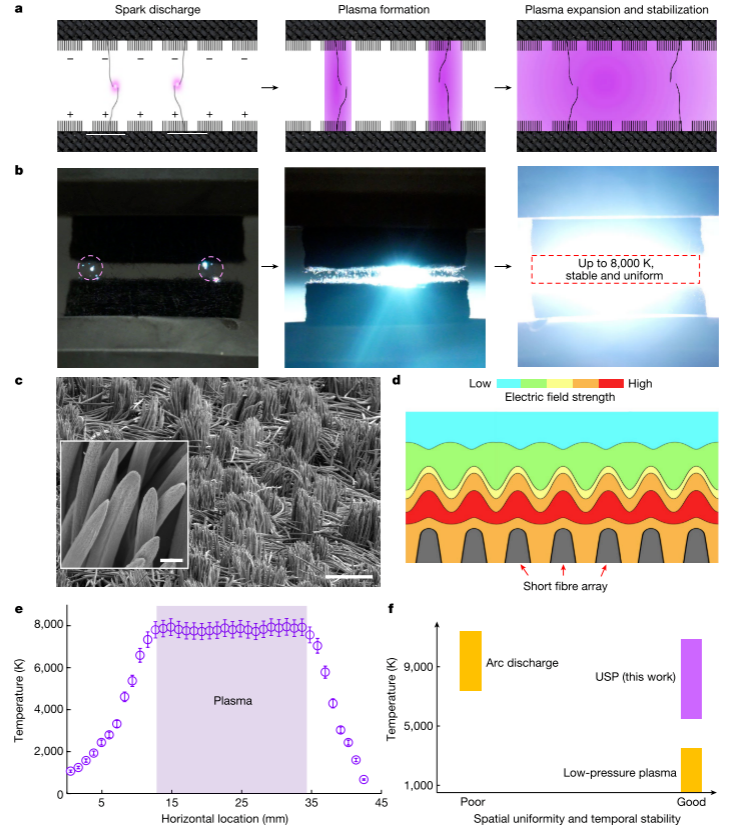 a
Spark discharge
Plasma formation
Plasma expansion and stabilization
– – – – –
+ + + + +
b
Up to 8,000 K,
stable and uniform
c
d
Low High
Electric field strength
Short fibre array
e
8,000
6,000
4,000
2,000
0
Temperature (K)
Plasma
5 15 25 35 45
Horizontal location (mm)
f
9,000
5,000
1,000
Temperature (K)
Arc discharge
USP (this work)
Low-pressure plasma
Poor Good
Spatial uniformity and temporal stability